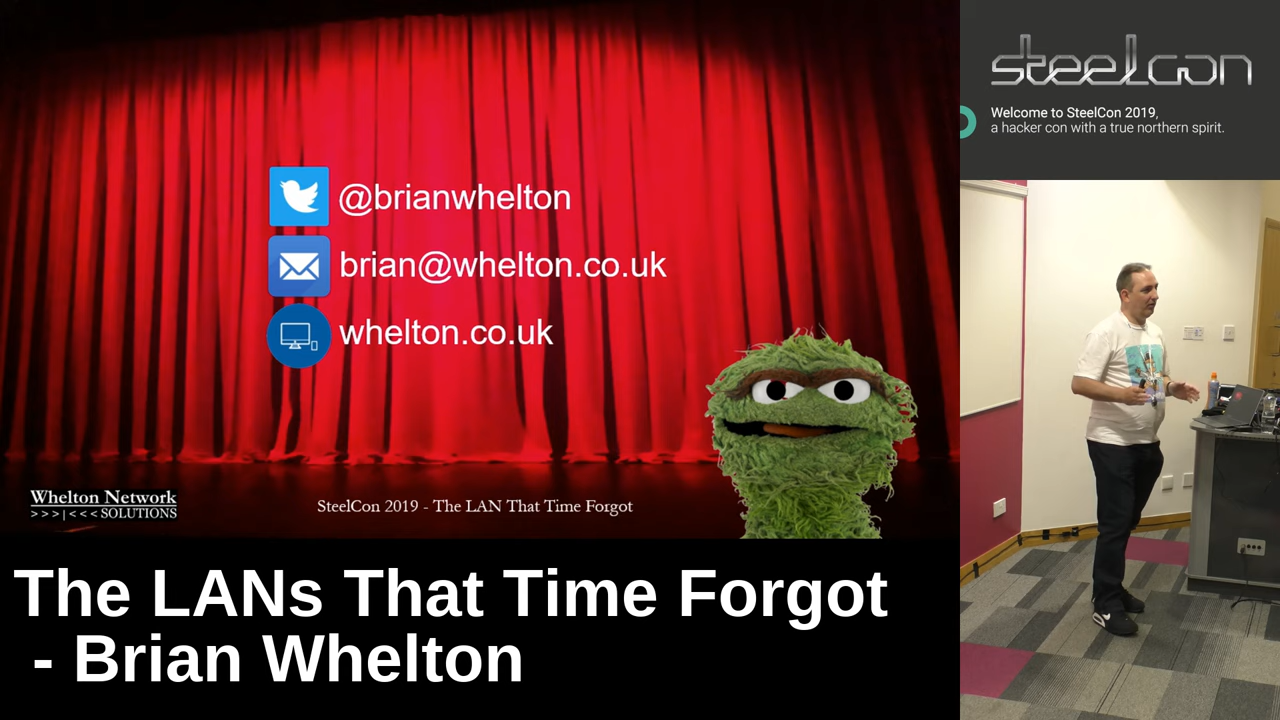 @brianwhelton
brian@whelton.co.uk
whelton.co.uk
Whelton Network
>>>|<<< SOLUTIONS
SteelCon 2019 - The LAN That Time Forgot
The LANs That Time Forgot
- Brian Whelton
steelcon
Welcome to SteelCon 2019,
a hacker con with a true northern spirit.